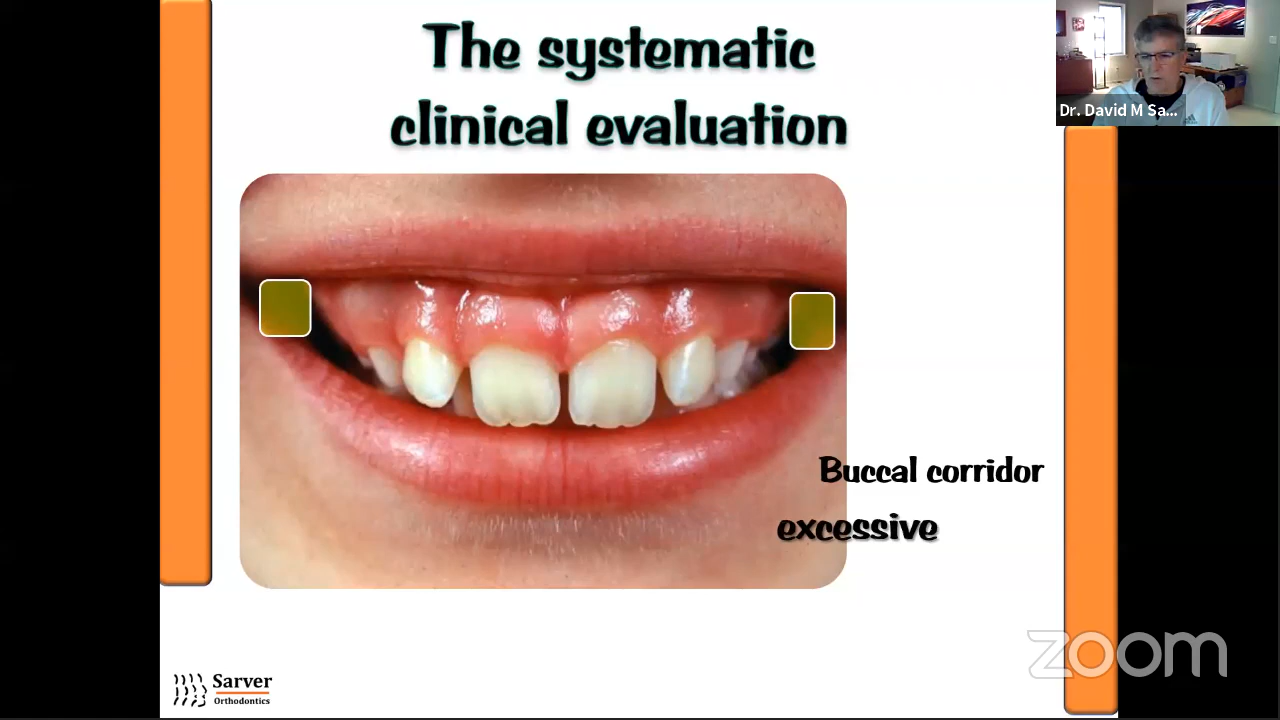 The systematic
clinical evaluation
Dr. David M Sa...
Buccal corridor
excessive
Sarver
Orthodontics
zoom